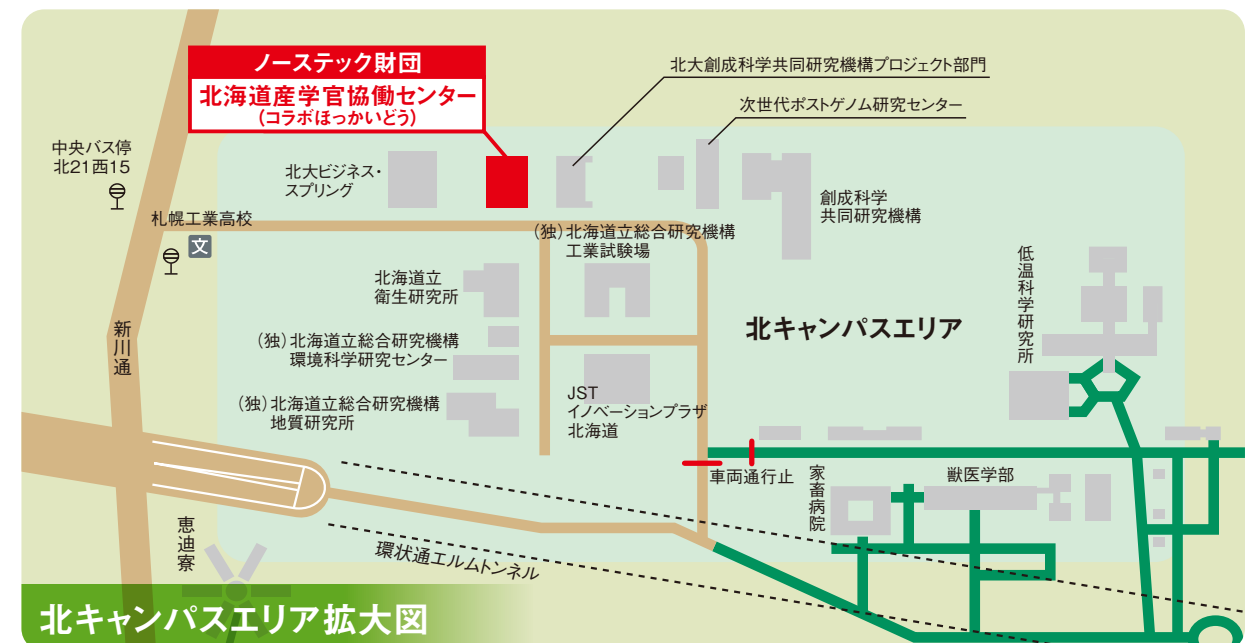 ノーステック財団
北海道産学官協働センター
(コラボほっかいどう)
北大創成科学共同研究機構プロジェクト部門
次世代ポストゲノム研究センター
中央バス停
北21西15
北大ビジネス・
スプリング
創成科学
共同研究機構
札幌工業高校
文
(独)北海道立総合研究機構
工業試験場
低温科学研究所
北海道立
衛生研究所
北キャンパスエリア
新川通
(独)北海道立総合研究機構
環境科学研究センター
JST
イノベーションプラザ
北海道
(独)北海道立総合研究機構
地質研究所
車両通行止
家畜病院
獣医学部
恵迪寮
環状通エルムトンネル
北キャンパスエリア拡大図